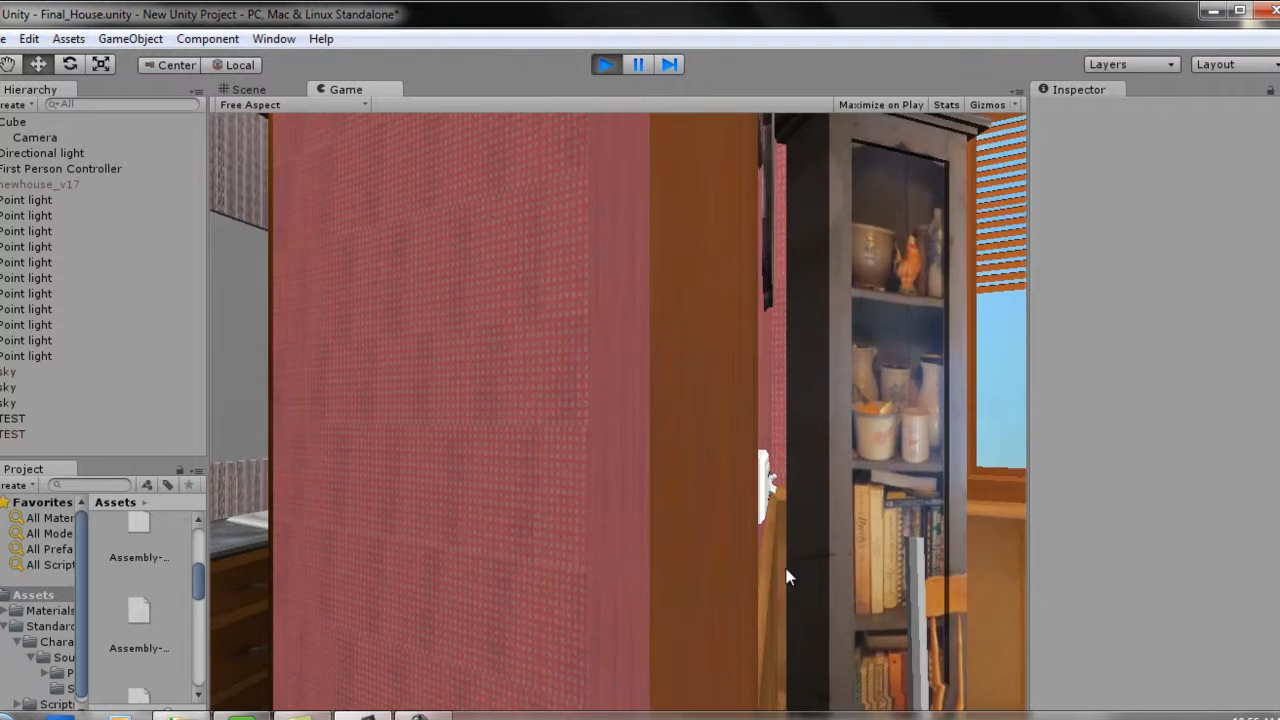 Unity - Final_House.unity - New Unity Project - PC, Mac & Linux Standalone*
e Edit Assets GameObject Component Window Help
Center Local Layers Layout
Hierarchy Scene Game Inspector
reate All Free Aspect Maximize on Play Stats Gizmos
Cube
Camera
Directional light
First Person Controller
newhouse_v17
Point light
Point light
Point light
Point light
Point light
Point light
Point light
Point light
Point light
Point light
Point light
sky
sky
sky
TEST
TEST
Project
reate
Favorites Assets
All Mater
All Mode
All Prefa
All Script
Assembly-...
Assets
Materials
Standar
Chara
Sou
P
S
Scripts
Assembly-...